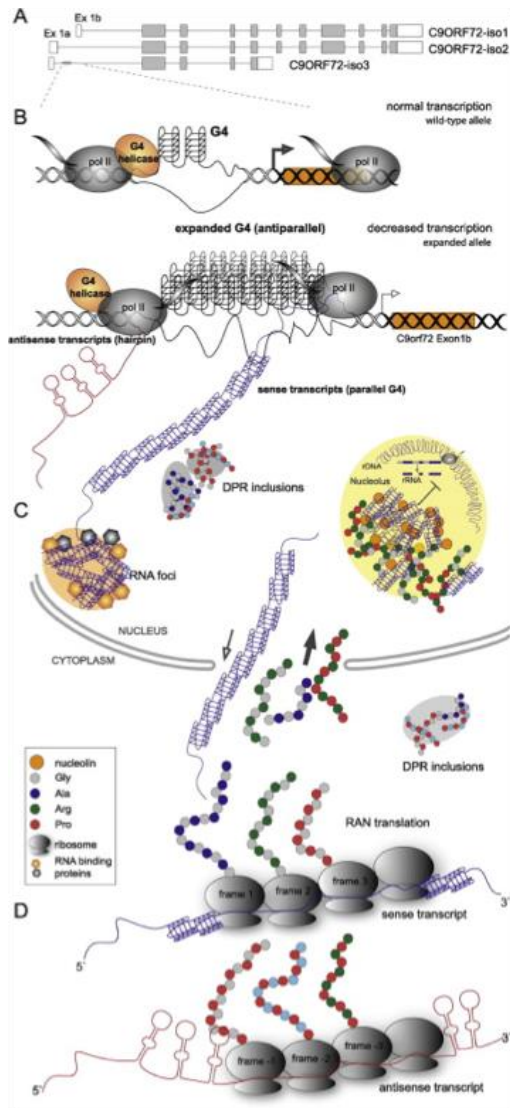 A
Ex 1b
Ex 1a
C9ORF72-iso1
C9ORF72-iso2
C9ORF72-iso3
normal transcription
wild-type allele
B
G4
G4
helicase
pol II
pol II
expanded G4 (antiparallel)
decreased transcription
expanded allele
G4
helicase
pol II
pol II
antisense transcripts (hairpin)
C9orf72 Exon1b
sense transcripts (parallel G4)
DPR inclusions
rDNA
rRNA
Nucleolus
C
RNA foci
NUCLEUS
CYTOPLASM
DPR inclusions
nucleolin
Gly
Ala
Arg
Pro
ribosome
RNA binding
proteins
RAN translation
frame 1
frame 2
frame 3
sense transcript
3´
5´
D
frame -1
frame -2
frame -3
3´
antisense transcript
5´